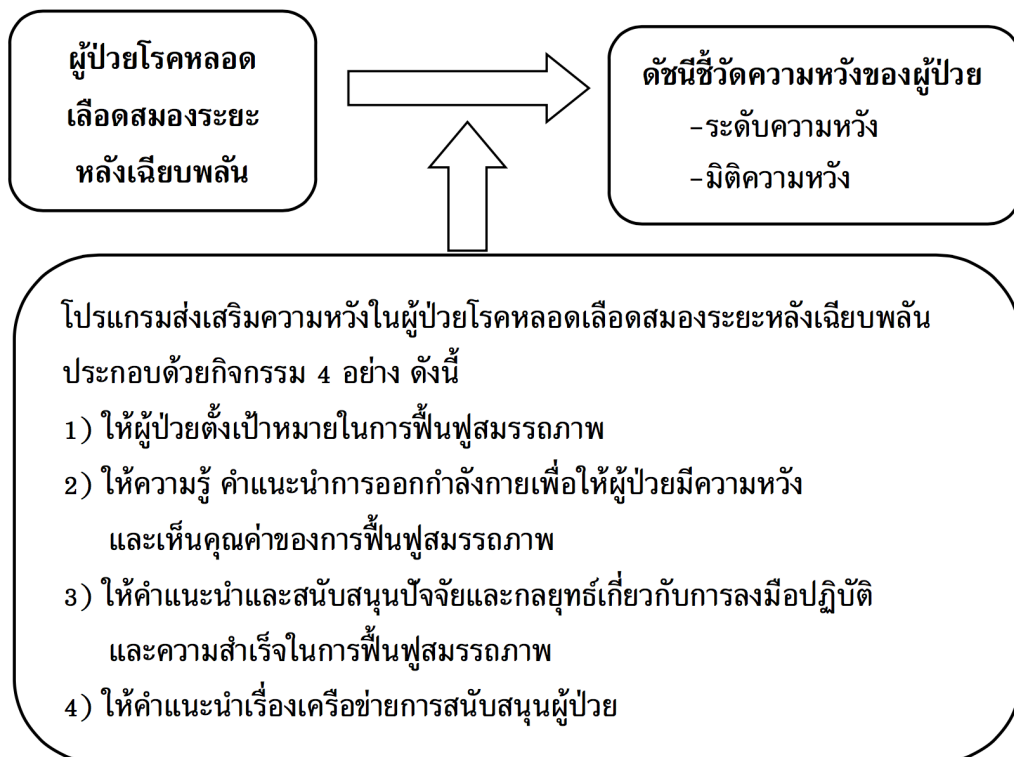 ผู้ป่วยโรคหลอด
เลือดสมองระยะ
หลังเฉียบพลัน
ดัชนีชี้วัดความหวังของผู้ป่วย
-ระดับความหวัง
-มิติความหวัง
โปรแกรมส่งเสริมความหวังในผู้ป่วยโรคหลอดเลือดสมองระยะหลังเฉียบพลัน
ประกอบด้วยกิจกรรม 4 อย่าง ดังนี้
1) ให้ผู้ป่วยตั้งเป้าหมายในการฟื้นฟูสมรรถภาพ
2) ให้ความรู้ คำแนะนำการออกกำลังกายเพื่อให้ผู้ป่วยมีความหวัง
และเห็นคุณค่าของการฟื้นฟูสมรรถภาพ
3) ให้คำแนะนำและสนับสนุนปัจจัยและกลยุทธ์เกี่ยวกับการลงมือปฏิบัติ
และความสำเร็จในการฟื้นฟูสมรรถภาพ
4) ให้คำแนะนำเรื่องเครือข่ายการสนับสนุนผู้ป่วย